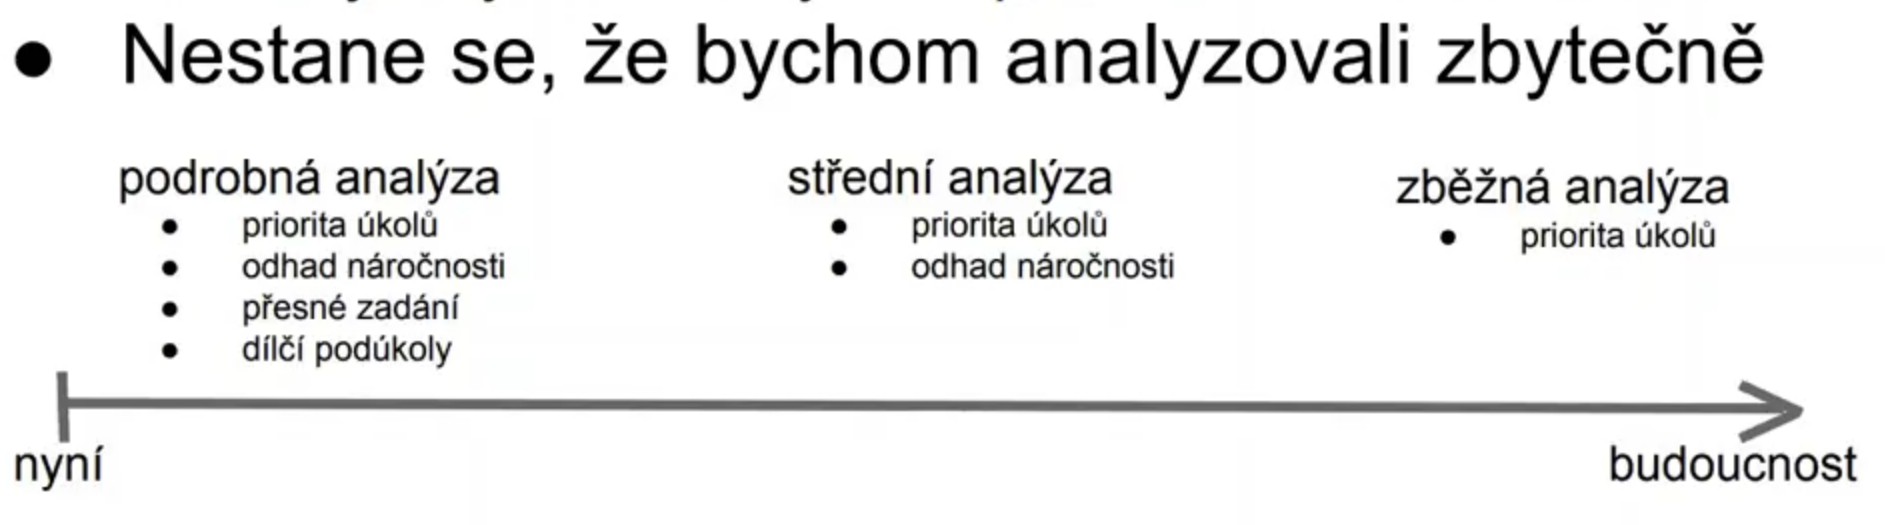 ● Nestane se, že bychom analyzovali zbytečně
podrobná analýza
● priorita úkolů
● odhad náročnosti
● přesné zadání
● dílčí podúkoly
střední analýza
● priorita úkolů
● odhad náročnosti
zběžná analýza
● priorita úkolů
nyní
budoucnost